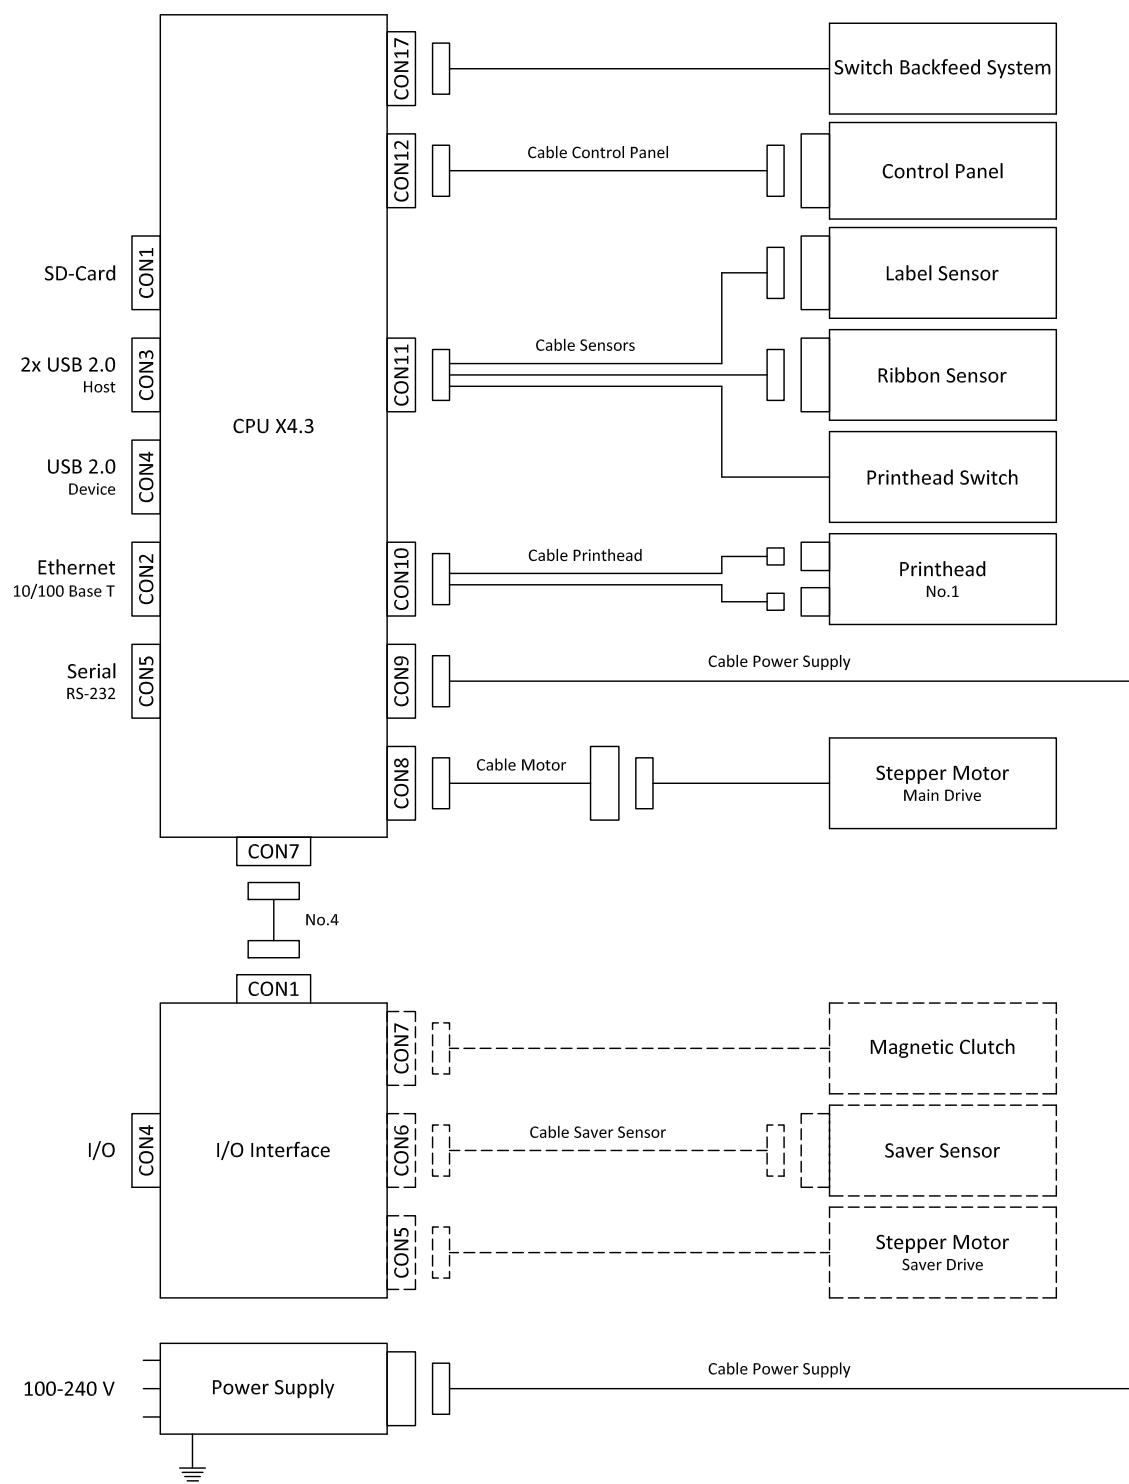 CON17
Switch Backfeed System
CON12
Cable Control Panel
Control Panel
SD-Card
CON1
Label Sensor
2x USB 2.0
Host
CON3
CON11
Cable Sensors
Ribbon Sensor
CPU X4.3
USB 2.0
Device
CON4
Printhead Switch
Ethernet
10/100 Base T
CON2
CON10
Cable Printhead
Printhead
No.1
Serial
RS-232
CON5
CON9
Cable Power Supply
CON8
Cable Motor
Stepper Motor
Main Drive
CON7
No.4
CON1
CON7
Magnetic Clutch
I/O
CON4
I/O Interface
CON6
Cable Saver Sensor
Saver Sensor
CON5
Stepper Motor
Saver Drive
100-240 V
Power Supply
Cable Power Supply